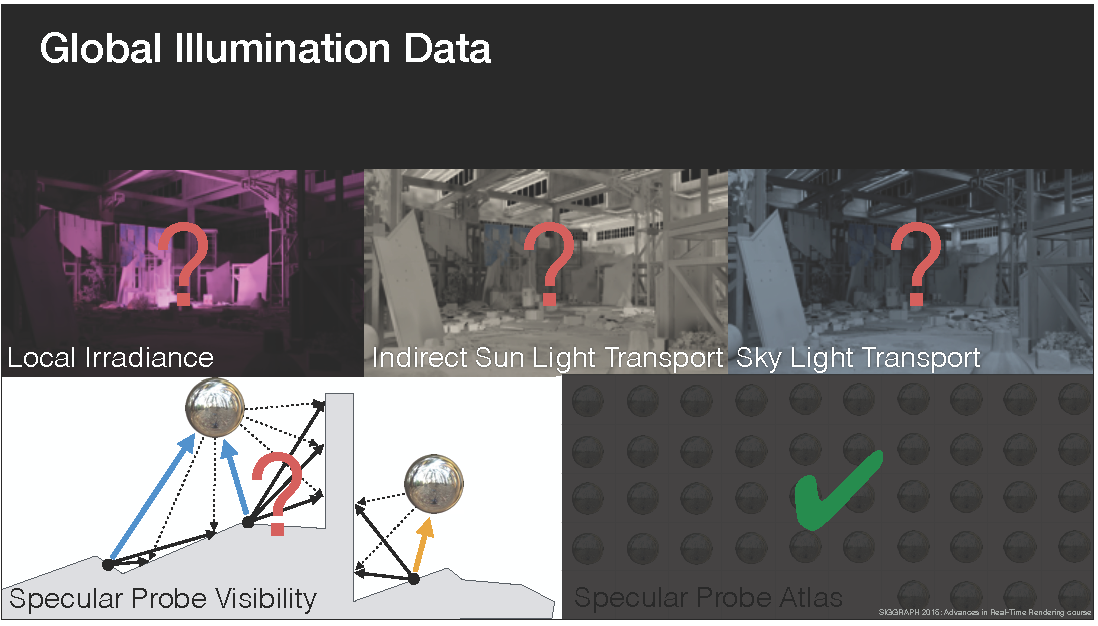 Global Illumination Data
?
?
?
Local Irradiance
Indirect Sun Light Transport
Sky Light Transport
?
Specular Probe Visibility
Specular Probe Atlas
SIGGRAPH 2015: Advances in Real-Time Rendering course